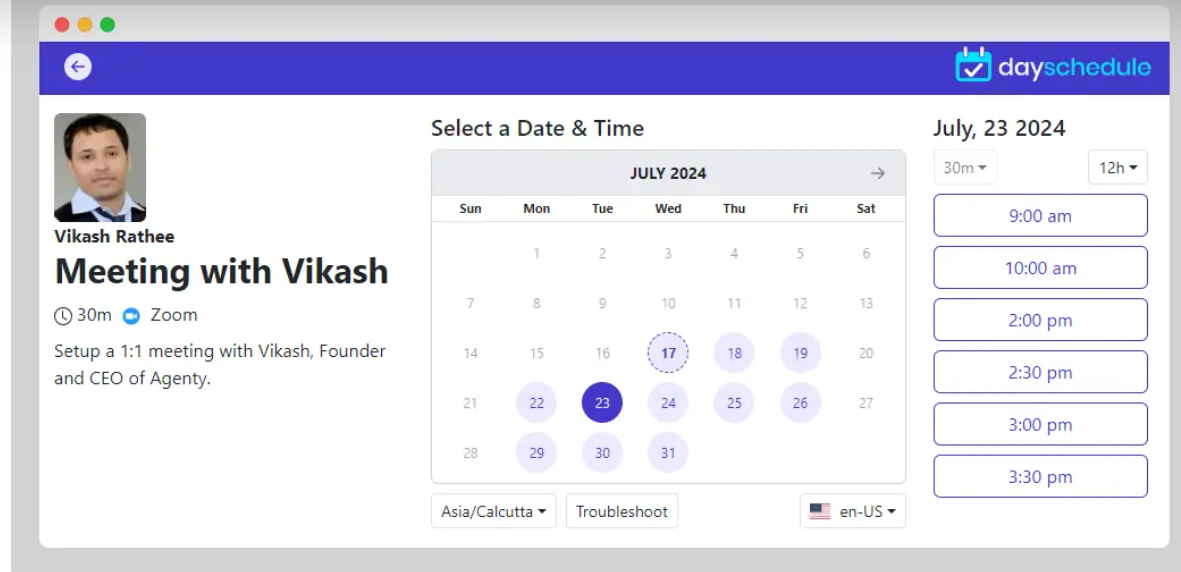 dayschedule
Vikash Rathee
Meeting with Vikash
30m Zoom
Setup a 1:1 meeting with Vikash, Founder
and CEO of Agenty.
Select a Date & Time
JULY 2024
Sun Mon Tue Wed Thu Fri Sat
1 2 3 4 5 6
7 8 9 10 11 12 13
14 15 16 17 18 19 20
21 22 23 24 25 26 27
28 29 30 31
Asia/Calcutta Troubleshoot en-US
July, 23 2024
30m 12h
9:00 am
10:00 am
2:00 pm
2:30 pm
3:00 pm
3:30 pm